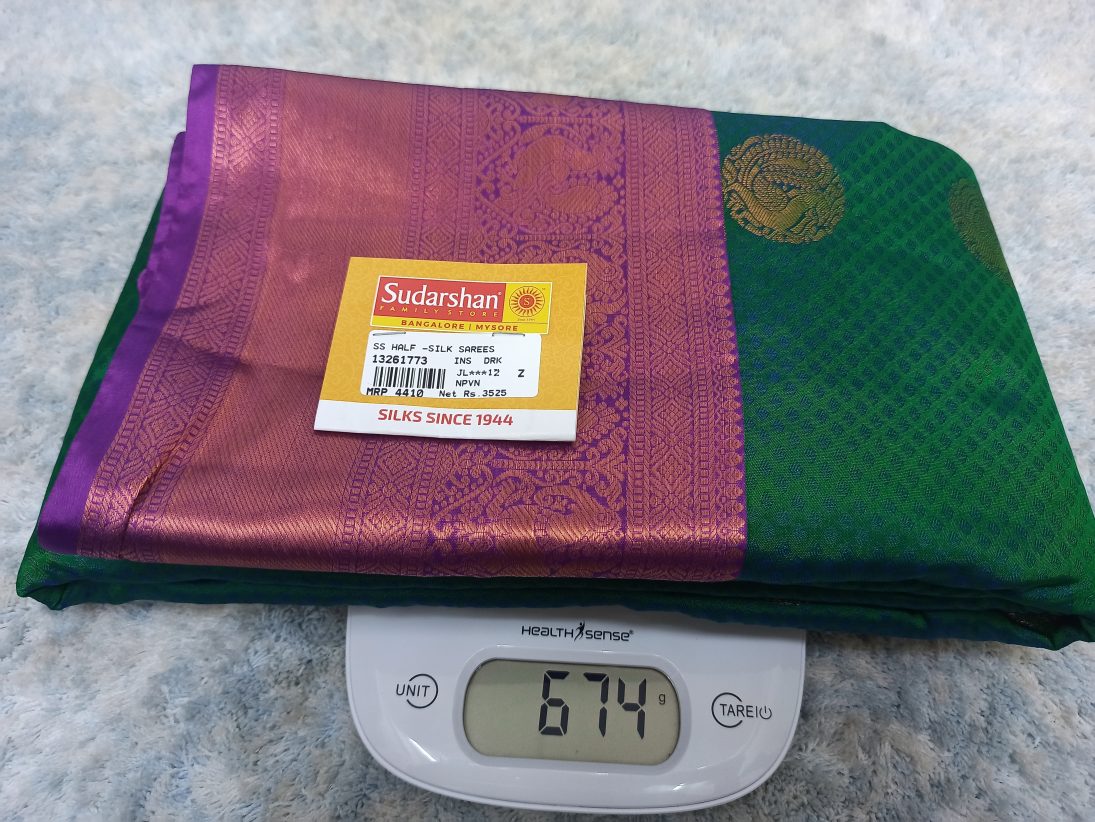 Sudarshan®
FAMILY STORE
S
BANGALORE | MYSORE
SS HALF -SILK SAREES
13261773 INS DRK
JL***12 Z
NPVN
MRP 4410 Net Rs.3525
SILKS SINCE 1944
HEALTH SENSE®
UNIT
674 g
TARE